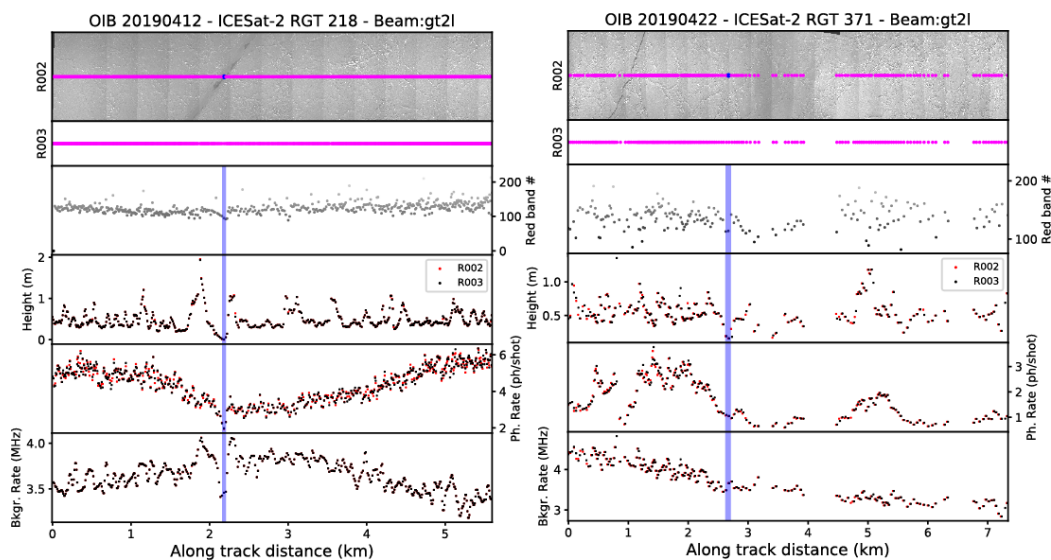 OIB 20190412 - ICESat-2 RGT 218 - Beam:gt2l
R002
R003
200
100
0
Red band #
2
1
0
Height (m)
R002
R003
6
4
2
Ph. Rate (ph/shot)
4.0
3.5
Bkgr. Rate (MHz)
0
1
2
3
4
5
Along track distance (km)
OIB 20190422 - ICESat-2 RGT 371 - Beam:gt2l
R002
R003
200
100
Red band #
1.0
0.5
Height (m)
R002
R003
3
2
1
Ph. Rate (ph/shot)
4
3
Bkgr. Rate (MHz)
0
1
2
3
4
5
6
7
Along track distance (km)